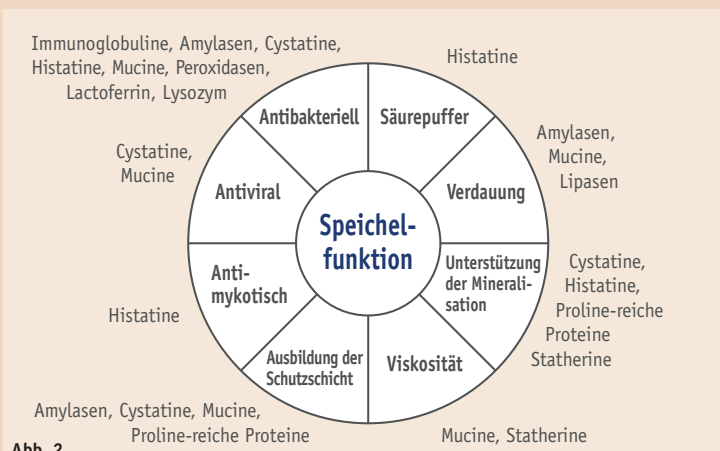 Immunoglobuline, Amylasen, Cystatine,
Histatine, Mucine, Peroxidasen,
Lactoferrin, Lysozym
Histatine
Antibakteriell
Säurepuffer
Cystatine,
Mucine
Amylasen,
Mucine,
Lipasen
Antiviral
Verdauung
Speichel-
funktion
Anti-
mykotisch
Unterstützung
der Minerali-
sation
Cystatine,
Histatine,
Proline-reiche
Proteine
Statherine
Histatine
Ausbildung der
Schutzschicht
Viskosität
Amylasen, Cystatine, Mucine,
Proline-reiche Proteine
Mucine, Statherine
Abb. 2